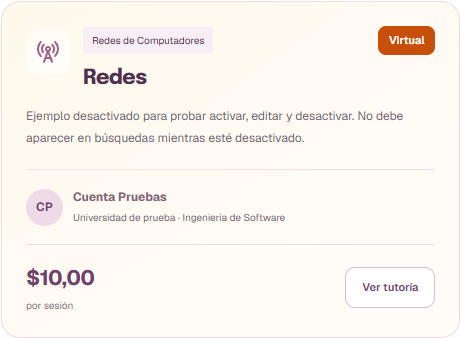 Redes de Computadores
Virtual
Redes
Ejemplo desactivado para probar activar, editar y desactivar. No debe
aparecer en búsquedas mientras esté desactivado.
CP
Cuenta Pruebas
Universidad de prueba · Ingeniería de Software
$10,00
por sesión
Ver tutoría